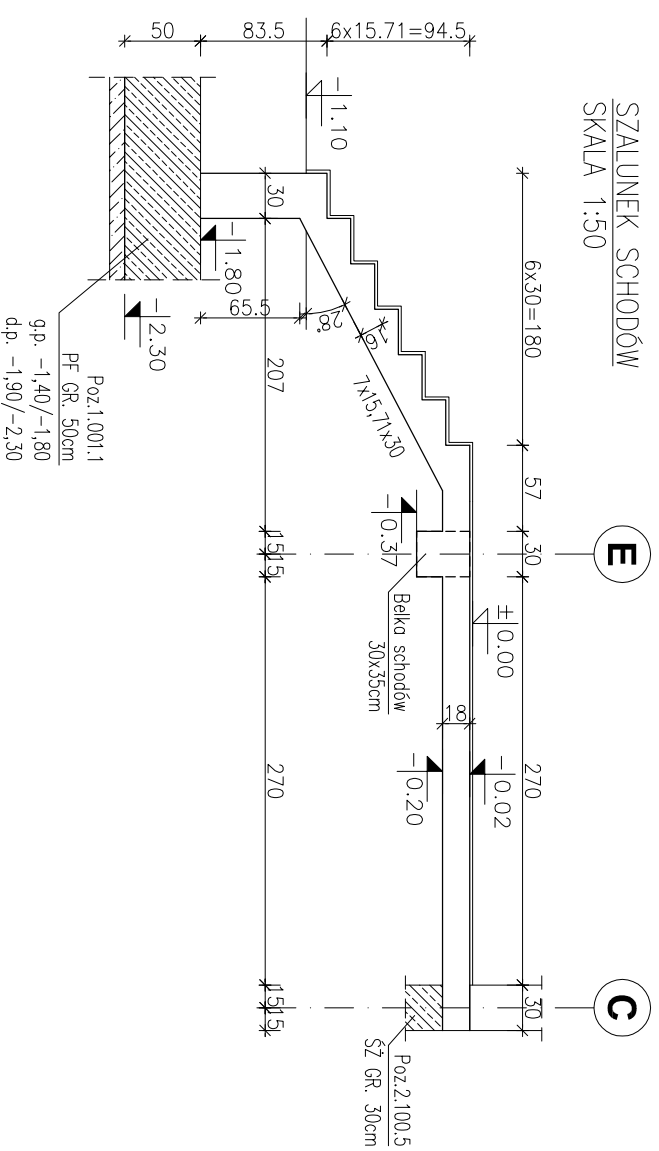 SZALUNEK SCHODÓW
SKALA 1:50
E
C
6x30=180
57
30
270
30
6x15.71=94.5
83.5
50
-1.10
±0.00
-0.02
-0.20
18
-0.37
Belka schodów
30x35cm
7x15,71x30
16
28°
65.5
-1.80
-2.30
30
207
15
15
270
15
15
Poz.1.001.1
PF GR. 50cm
g.p. -1,40/-1,80
d.p. -1,90/-2,30
Poz.2.100.5
ŚŻ GR. 30cm